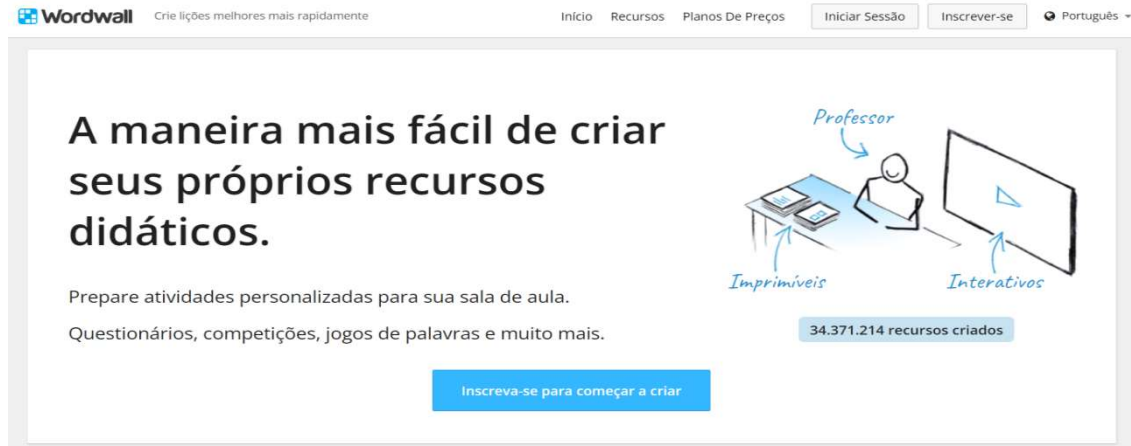 Wordwall Crie lições melhores mais rapidamente Início Recursos Planos De Preços Iniciar Sessão Inscrever-se Português
A maneira mais fácil de criar
seus próprios recursos
didáticos.
Prepare atividades personalizadas para sua sala de aula.
Questionários, competições, jogos de palavras e muito mais.
Professor
Imprimíveis
Interativos
34.371.214 recursos criados
Inscreva-se para começar a criar